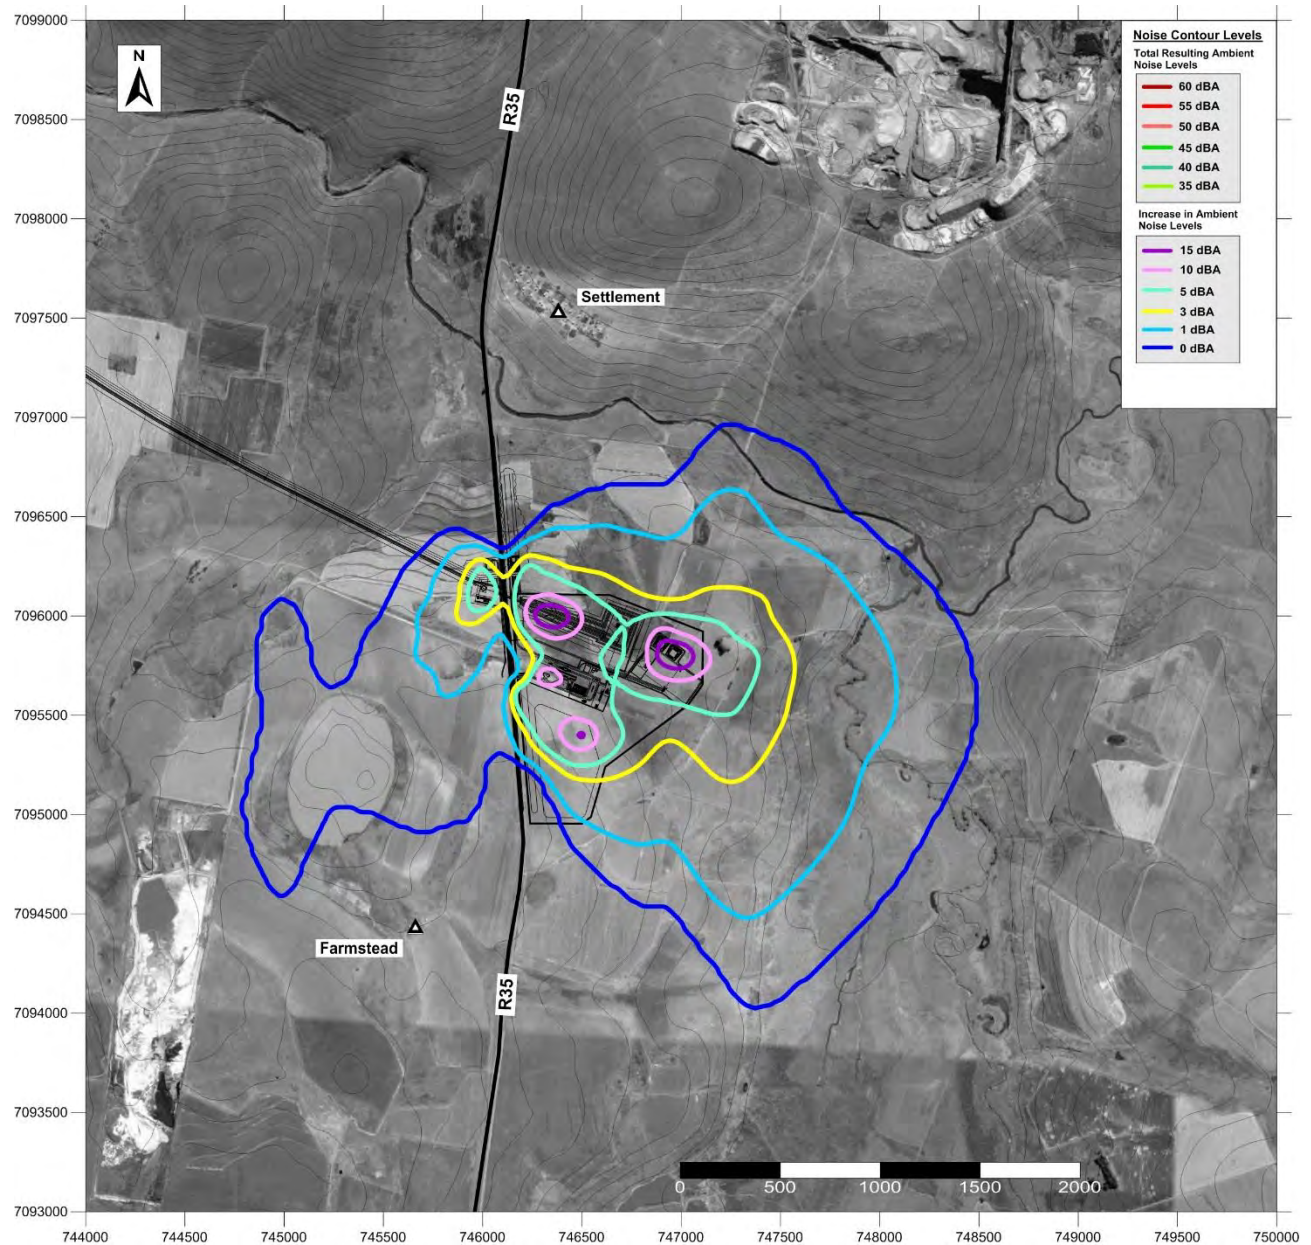 7099000
7098500
7098000
7097500
7097000
7096500
7096000
7095500
7095000
7094500
7094000
7093500
7093000
N
R35
Settlement
Farmstead
R35
Noise Contour Levels
Total Resulting Ambient
Noise Levels
60 dBA
55 dBA
50 dBA
45 dBA
40 dBA
35 dBA
Increase in Ambient
Noise Levels
15 dBA
10 dBA
5 dBA
3 dBA
1 dBA
0 dBA
0 500 1000 1500 2000
744000 744500 745000 745500 746000 746500 747000 747500 748000 748500 749000 749500 750000